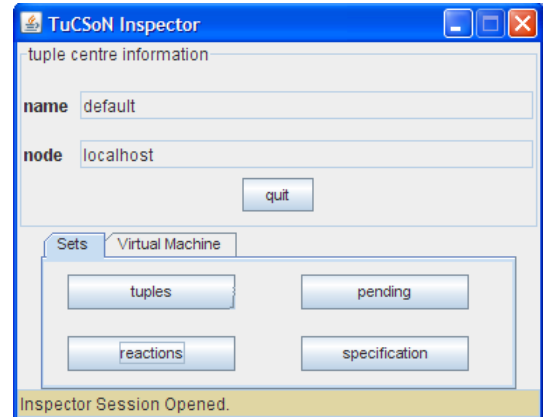 TuCSoN Inspector
tuple centre information
name default
node localhost
quit
Sets Virtual Machine
tuples pending
reactions specification
Inspector Session Opened.